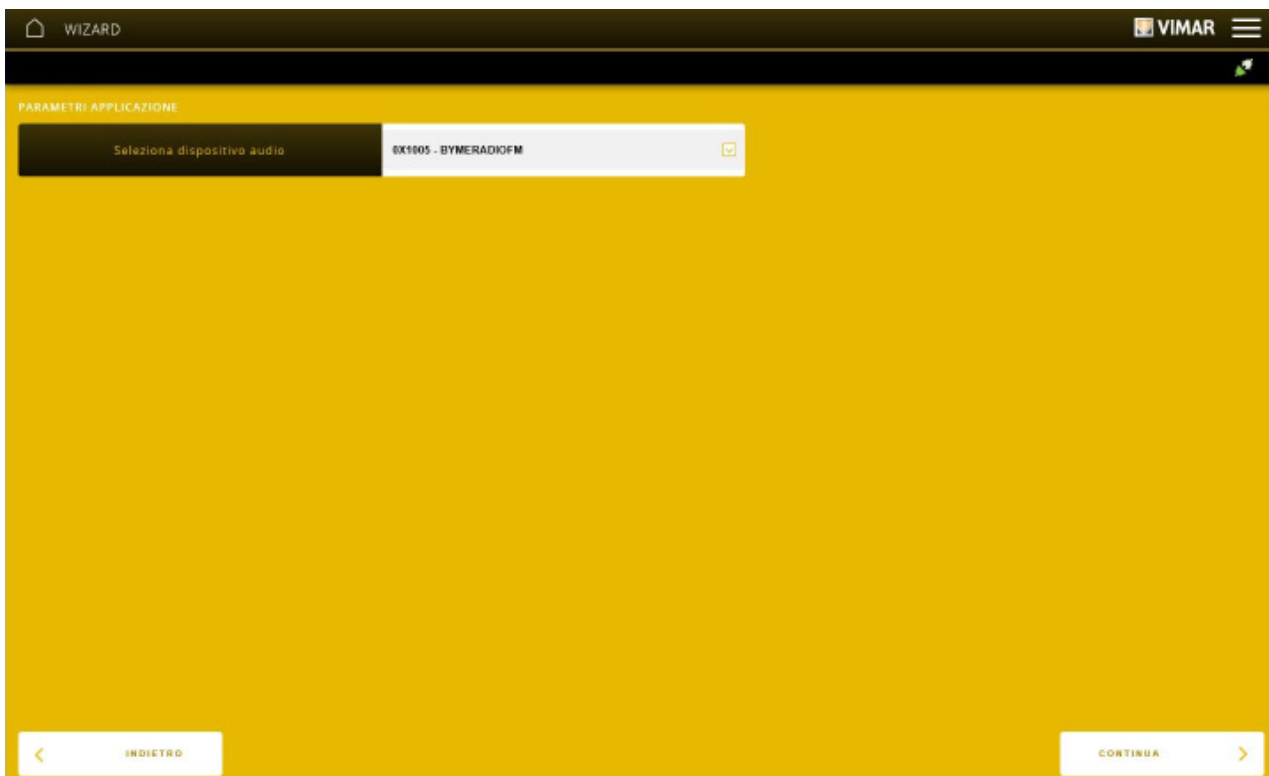 WIZARD
VIMAR
PARAMETRI APPLICAZIONE
Seleziona dispositivo audio
0X1005 - BYMERADIOFM
INDIETRO
CONTINUA